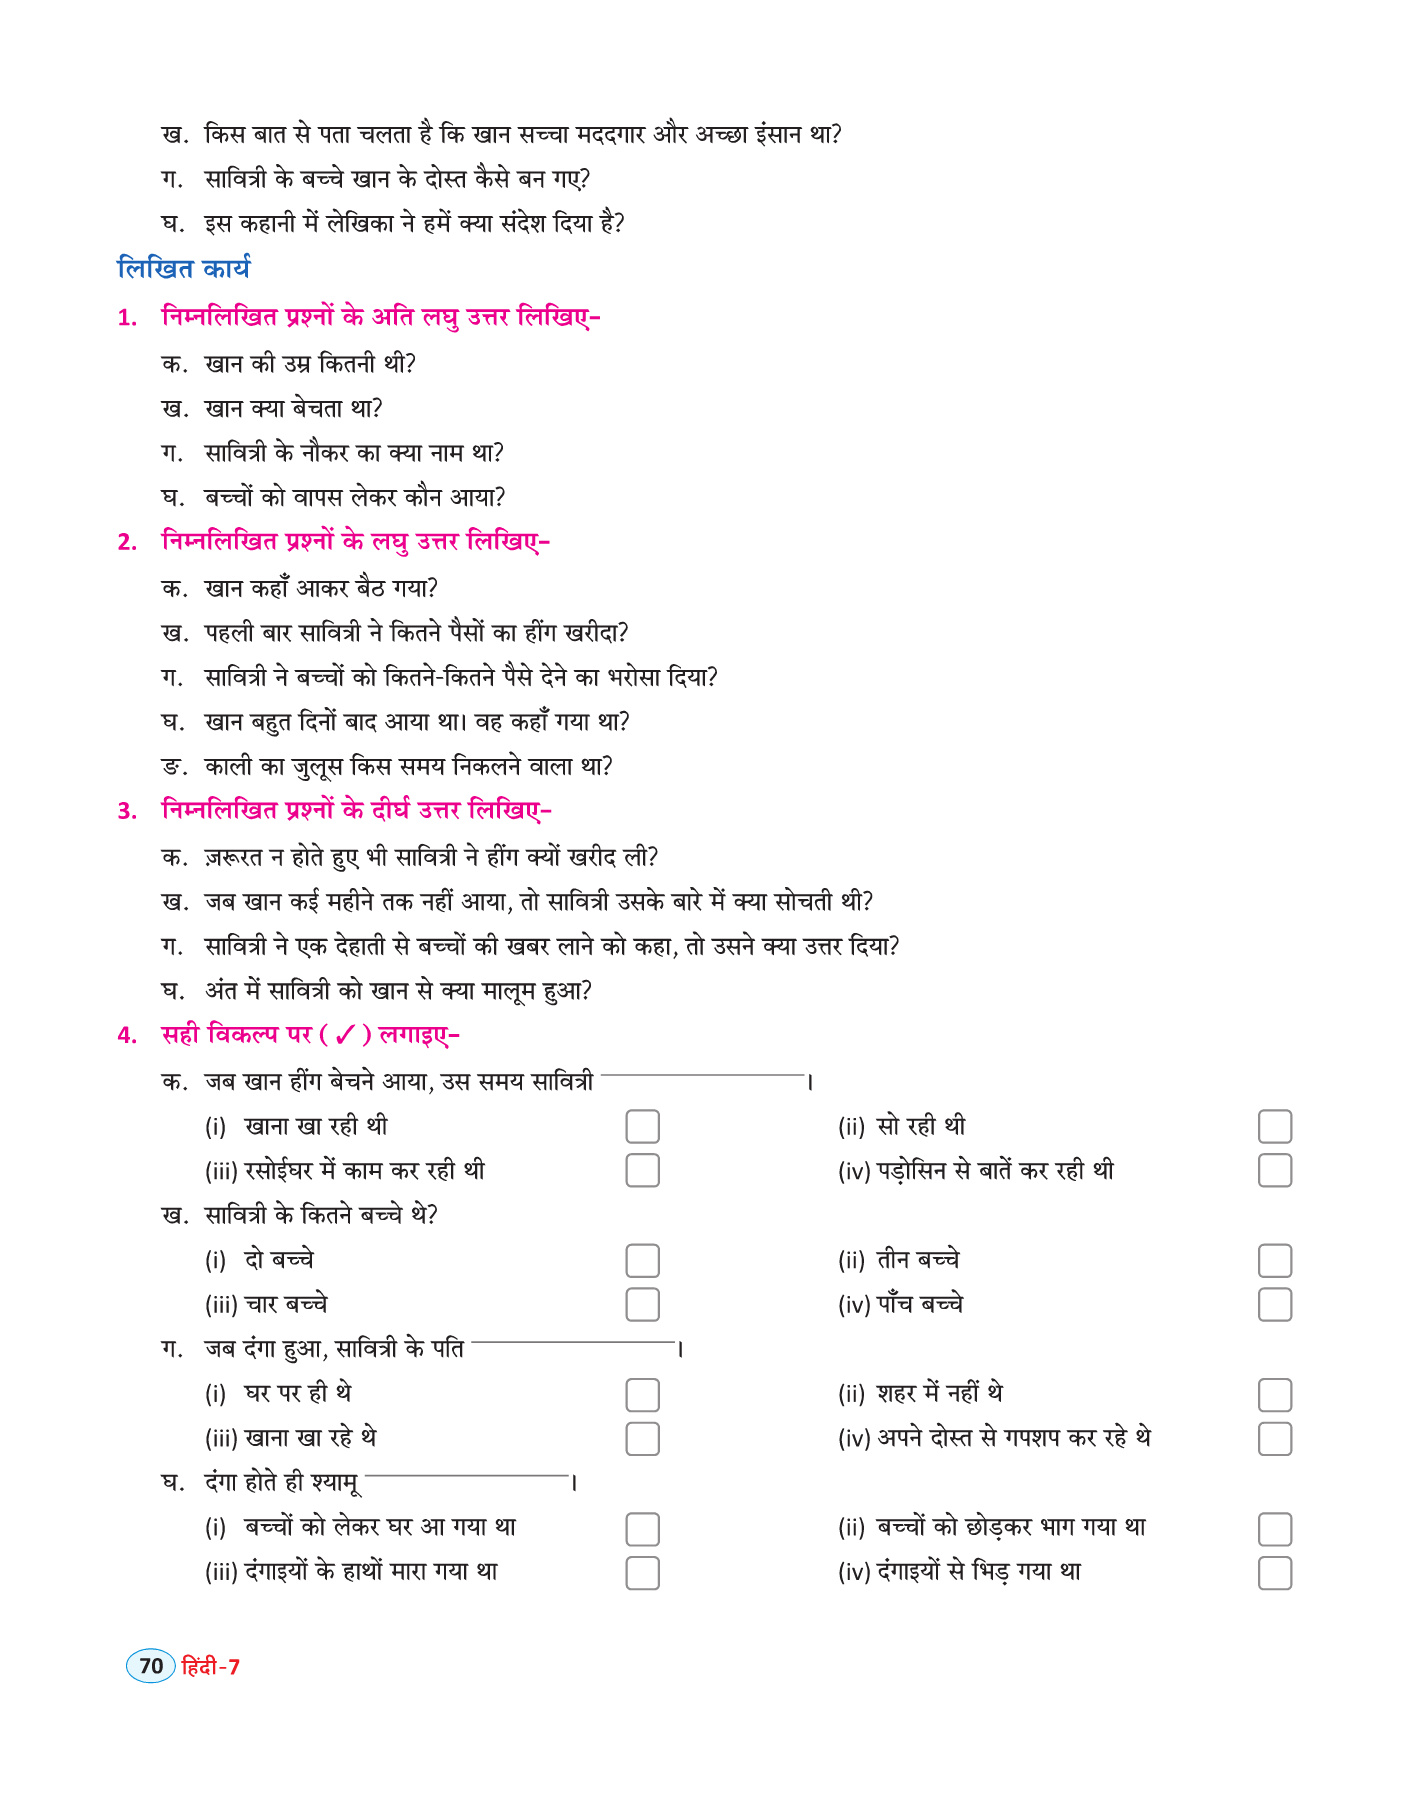 ख. किस बात से पता चलता है कि खान सच्चा मददगार और अच्छा इंसान था?
ग. सावित्री के बच्चे खान के दोस्त कैसे बन गए?
घ. इस कहानी में लेखिका ने हमें क्या संदेश दिया है?
लिखित कार्य
1. निम्नलिखित प्रश्नों के अति लघु उत्तर लिखिए–
क. खान की उम्र कितनी थी?
ख. खान क्या बेचता था?
ग. सावित्री के नौकर का क्या नाम था?
घ. बच्चों को वापस लेकर कौन आया?
2. निम्नलिखित प्रश्नों के लघु उत्तर लिखिए–
क. खान कहाँ आकर बैठ गया?
ख. पहली बार सावित्री ने कितने पैसों का हींग खरीदा?
ग. सावित्री ने बच्चों को कितने-कितने पैसे देने का भरोसा दिया?
घ. खान बहुत दिनों बाद आया था। वह कहाँ गया था?
ङ. काली का जुलूस किस समय निकलने वाला था?
3. निम्नलिखित प्रश्नों के दीर्घ उत्तर लिखिए–
क. ज़रूरत न होते हुए भी सावित्री ने हींग क्यों खरीद ली?
ख. जब खान कई महीने तक नहीं आया, तो सावित्री उसके बारे में क्या सोचती थी?
ग. सावित्री ने एक देहाती से बच्चों की खबर लाने को कहा, तो उसने क्या उत्तर दिया?
घ. अंत में सावित्री को खान से क्या मालूम हुआ?
4. सही विकल्प पर (✓) लगाइए–
क. जब खान हींग बेचने आया, उस समय सावित्री ____________।
(i) खाना खा रही थी (ii) सो रही थी
(iii) रसोईघर में काम कर रही थी (iv) पड़ोसिन से बातें कर रही थी
ख. सावित्री के कितने बच्चे थे?
(i) दो बच्चे (ii) तीन बच्चे
(iii) चार बच्चे (iv) पाँच बच्चे
ग. जब दंगा हुआ, सावित्री के पति ____________।
(i) घर पर ही थे (ii) शहर में नहीं थे
(iii) खाना खा रहे थे (iv) अपने दोस्त से गपशप कर रहे थे
घ. दंगा होते ही श्यामू ____________।
(i) बच्चों को लेकर घर आ गया था (ii) बच्चों को छोड़कर भाग गया था
(iii) दंगाइयों के हाथों मारा गया था (iv) दंगाइयों से भिड़ गया था
70 हिंदी-7